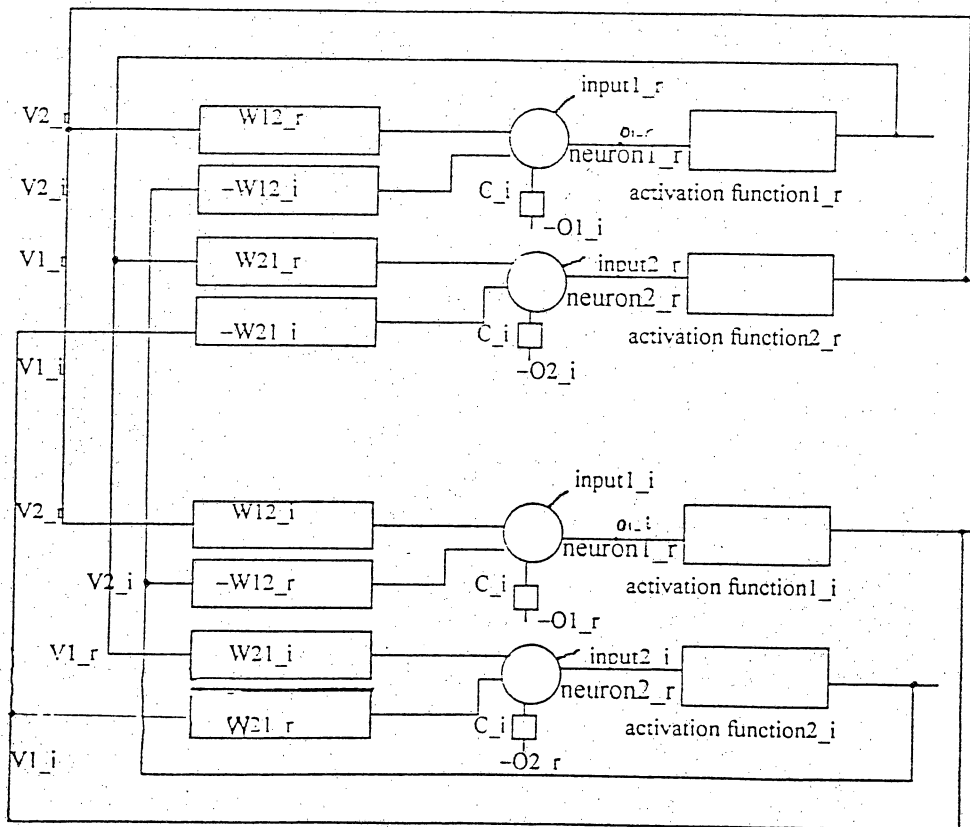 input1_r
V2_r
W12_r
neuron1_r
V2_i
-W12_i
C_i
activation function1_r
-O1_i
V1_r
W21_r
input2_r
neuron2_r
-W21_i
C_i
activation function2_r
V1_i
-O2_i
input1_i
V2_r
W12_i
neuron1_r
V2_i
-W12_r
C_i
activation function1_i
-O1_r
V1_r
W21_i
input2_i
neuron2_r
W21_r
C_i
activation function2_i
V1_i
-O2_r